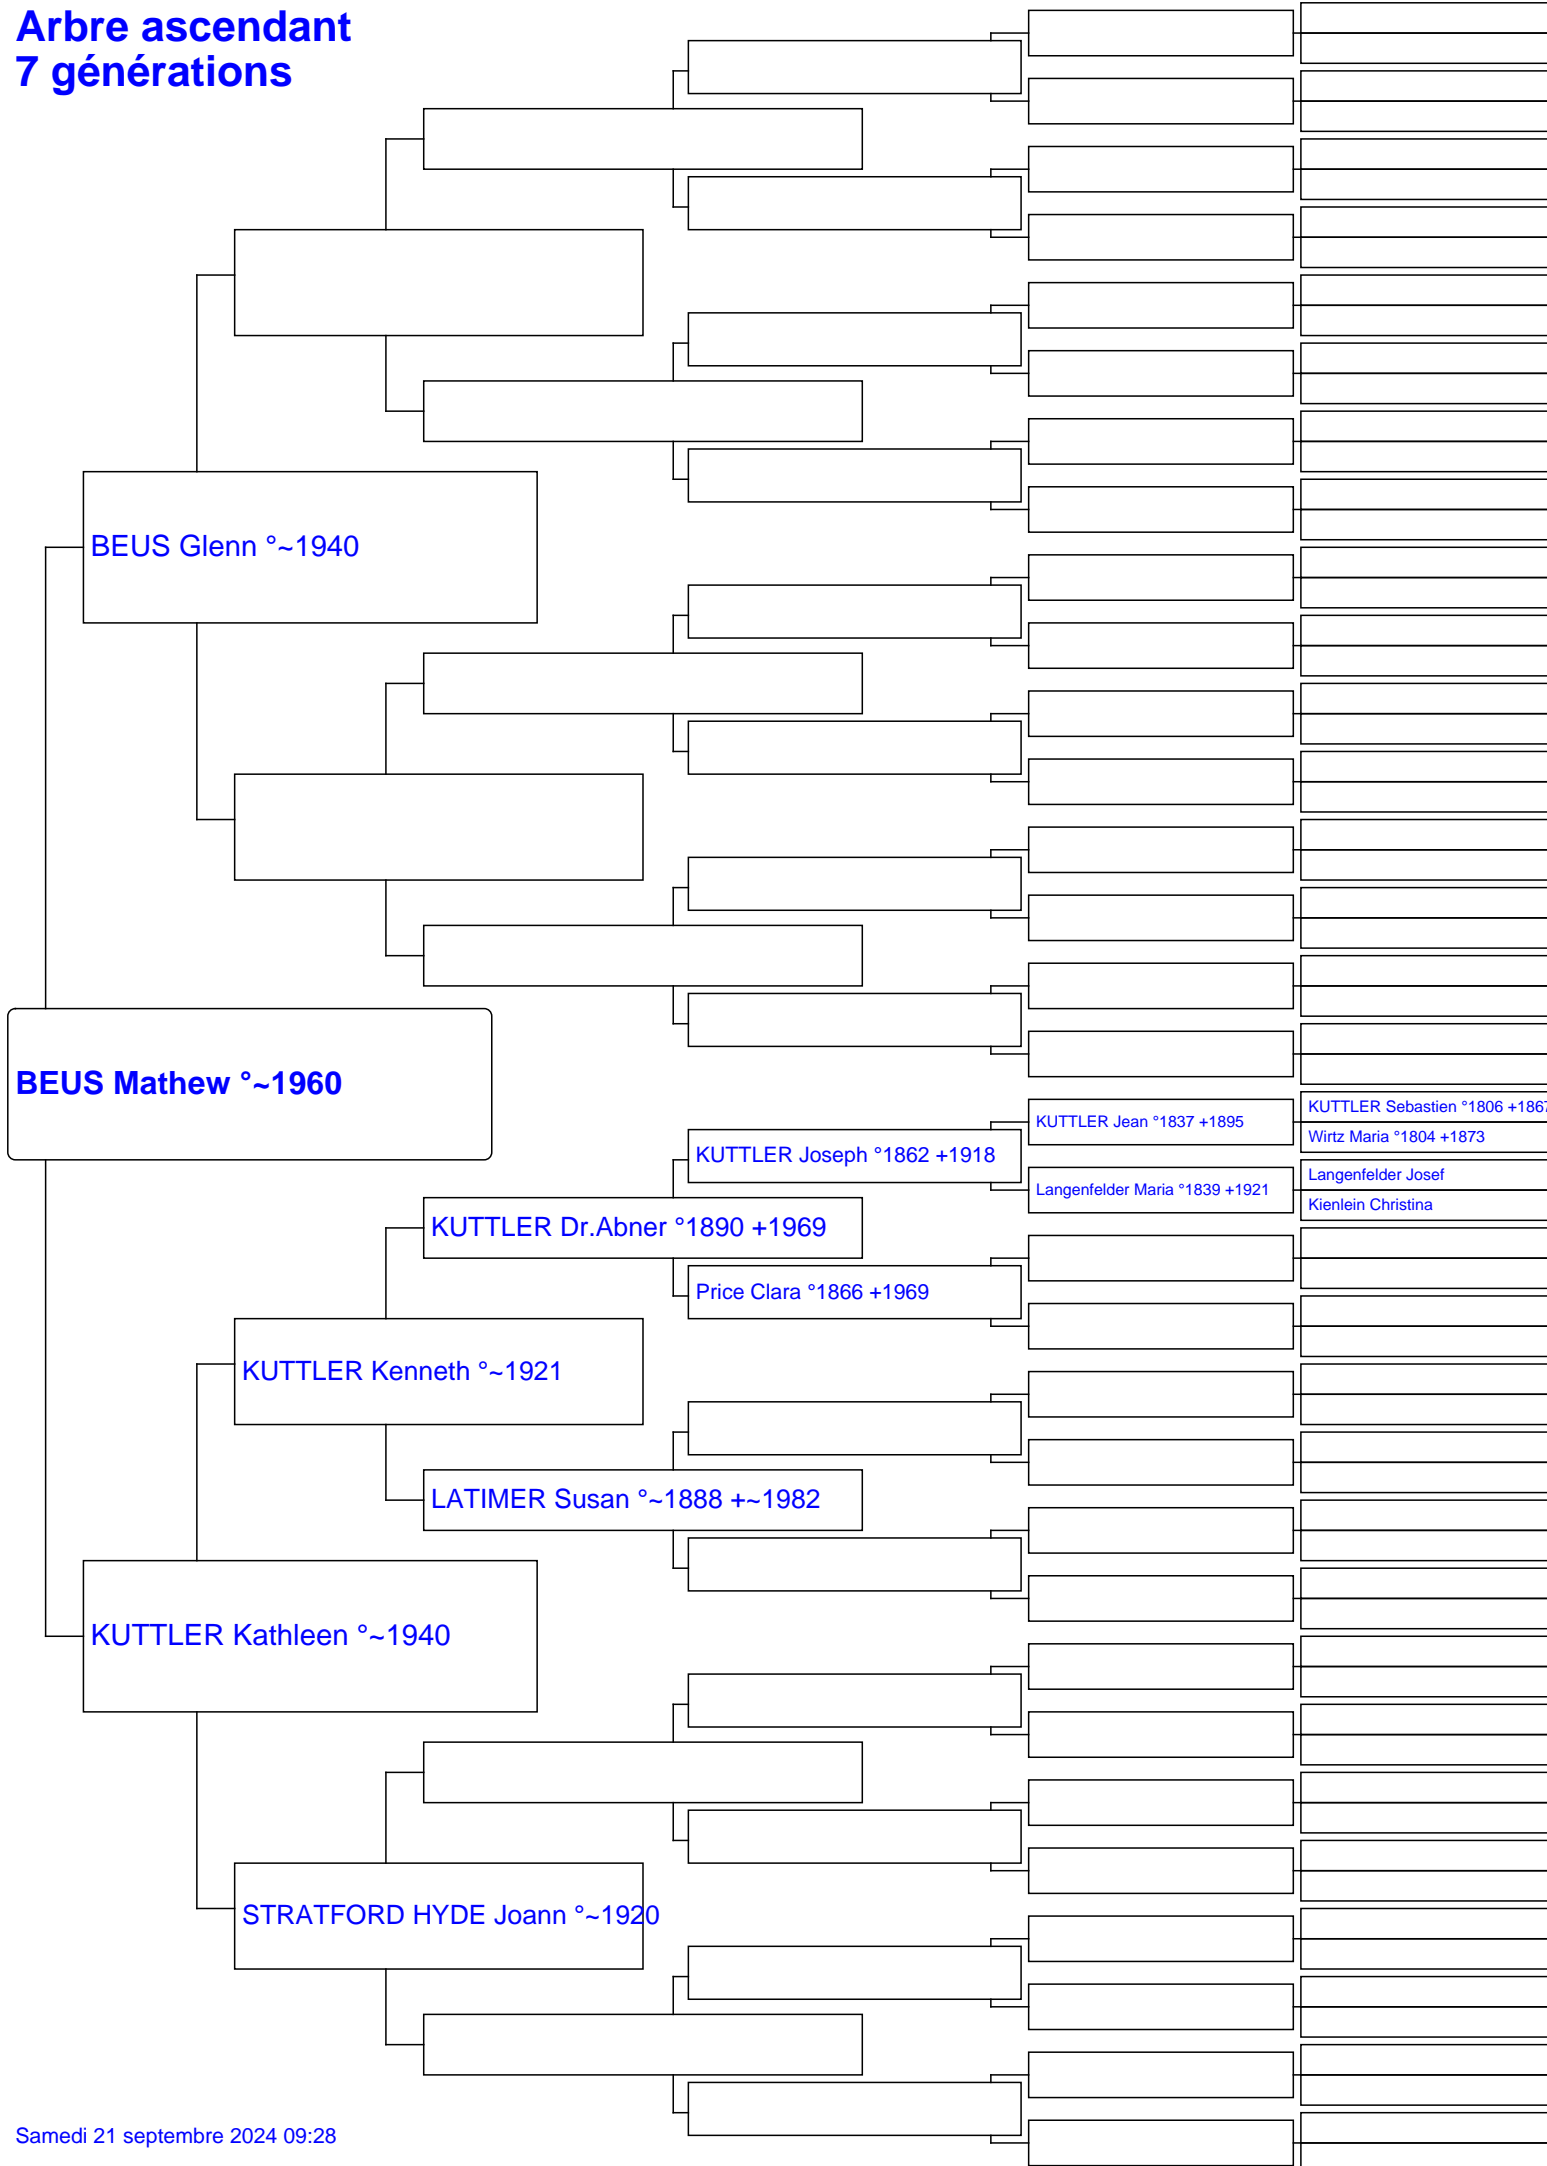 Arbre ascendant
7 générations
BEUS Glenn °~1940
BEUS Mathew °~1960
KUTTLER Jean °1837 +1895
KUTTLER Sebastien °1806 +1867
Wirtz Maria °1804 +1873
KUTTLER Joseph °1862 +1918
Langenfelder Maria °1839 +1921
Langenfelder Josef
Kienlein Christina
KUTTLER Dr.Abner °1890 +1969
Price Clara °1866 +1969
KUTTLER Kenneth °~1921
LATIMER Susan °~1888 +~1982
KUTTLER Kathleen °~1940
STRATFORD HYDE Joann °~1920
Samedi 21 septembre 2024 09:28